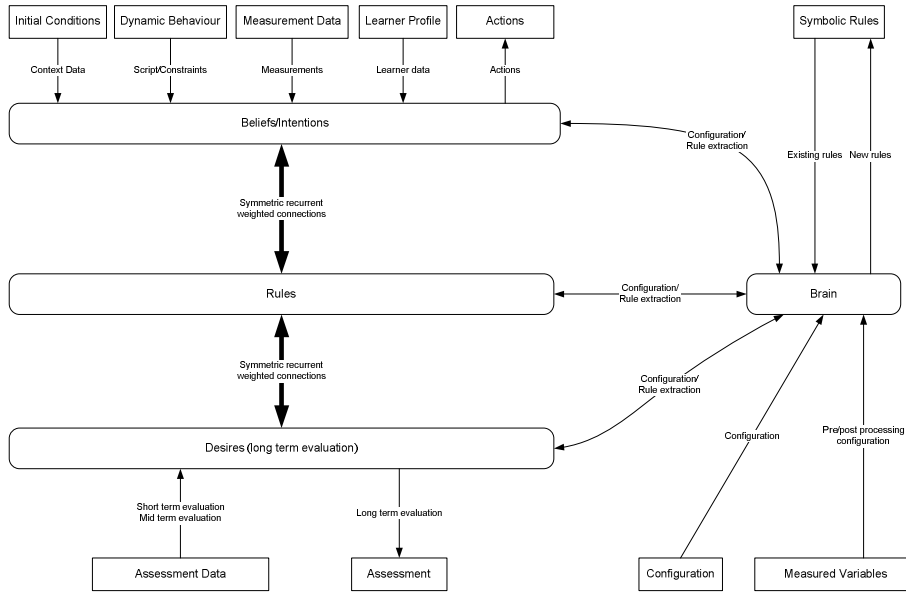 Initial Conditions
Dynamic Behaviour
Measurement Data
Learner Profile
Actions
Symbolic Rules
Context Data
Script/Constraints
Measurements
Learner data
Actions
Beliefs/Intentions
Configuration/
Rule extraction
Existing rules
New rules
Symmetric recurrent
weighted connections
Rules
Configuration/
Rule extraction
Brain
Symmetric recurrent
weighted connections
Configuration/
Rule extraction
Desires (long term evaluation)
Configuration
Pre/post processing
configuration
Short term evaluation
Mid term evaluation
Long term evaluation
Assessment Data
Assessment
Configuration
Measured Variables